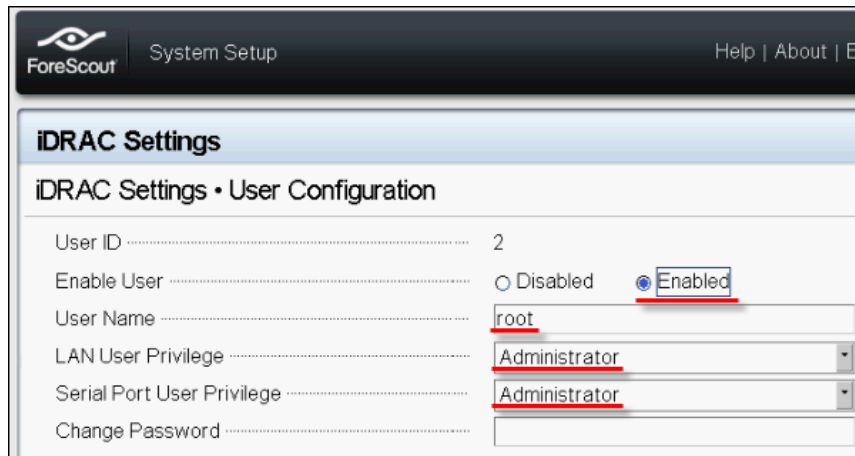 ForeScout
System Setup
Help | About | E
iDRAC Settings
iDRAC Settings • User Configuration
User ID 2
Enable User Disabled Enabled
User Name root
LAN User Privilege Administrator
Serial Port User Privilege Administrator
Change Password